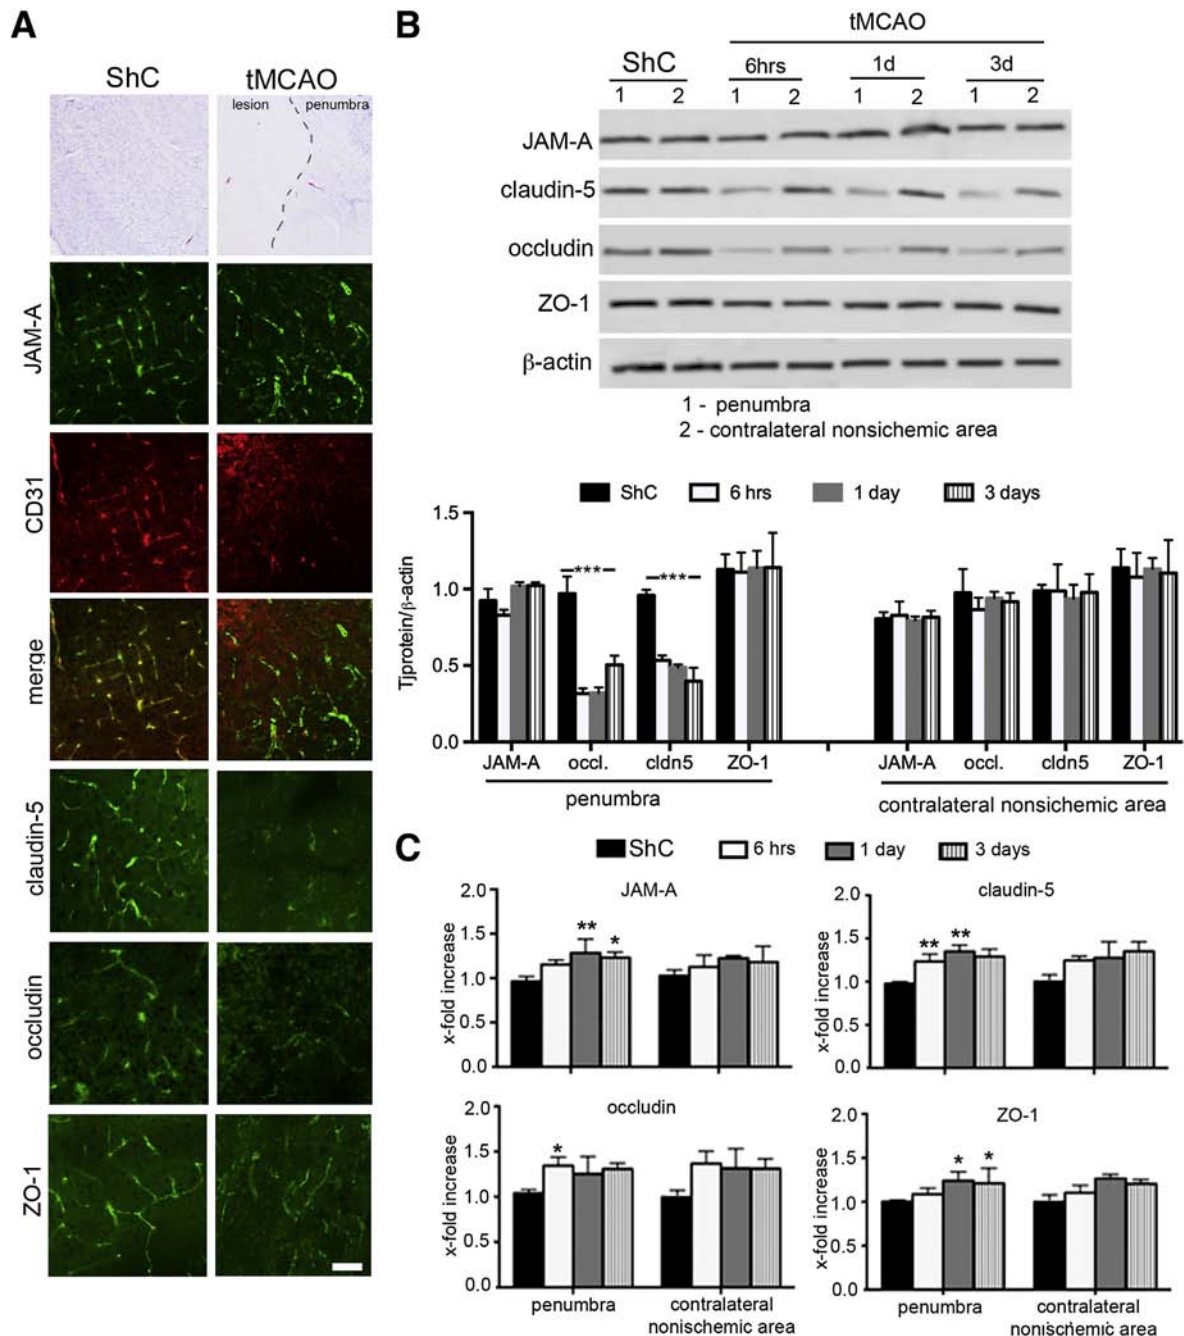 A
ShC
tMCAO
lesion
penumbra
JAM-A
CD31
merge
claudin-5
occludin
ZO-1
B
tMCAO
ShC
6hrs
1d
3d
1 2 1 2 1 2 1 2
JAM-A
claudin-5
occludin
ZO-1
β-actin
1 - penumbra
2 - contralateral nonsichemic area
ShC 6 hrs 1 day 3 days
Tjprotein/β-actin
1.5
1.0
0.5
0.0
***
***
JAM-A occl. cldn5 ZO-1
penumbra
JAM-A occl. cldn5 ZO-1
contralateral nonsichemic area
C
ShC 6 hrs 1 day 3 days
JAM-A
x-fold increase
2.0
1.5
1.0
0.5
0.0
**
*
claudin-5
x-fold increase
2.0
1.5
1.0
0.5
0.0
**
**
occludin
x-fold increase
2.0
1.5
1.0
0.5
0.0
*
penumbra
contralateral
nonischemic area
ZO-1
x-fold increase
2.0
1.5
1.0
0.5
0.0
*
*
penumbra
contralateral
nonischemic area